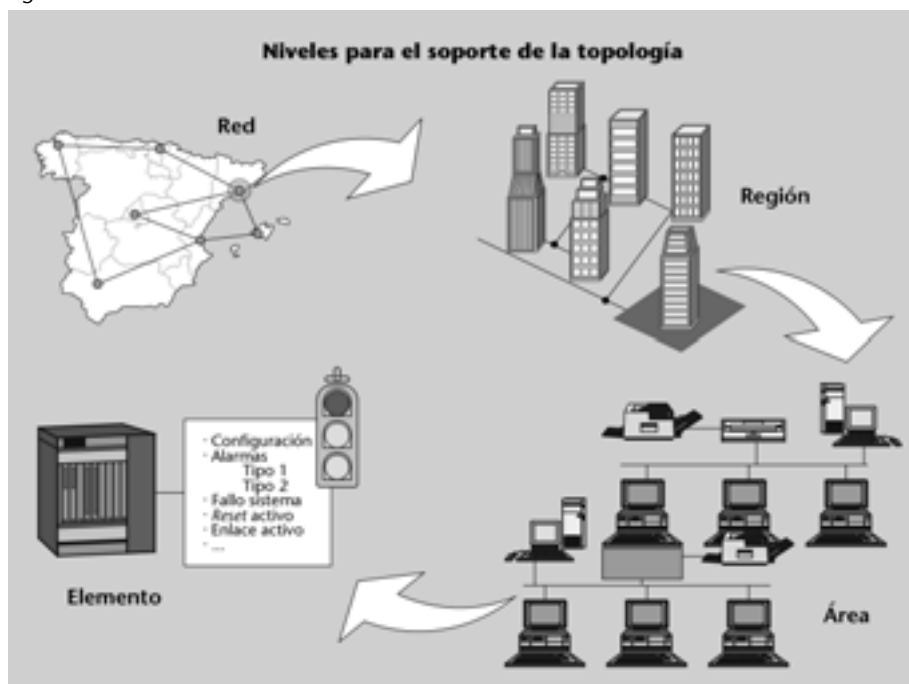 Niveles para el soporte de la topología
Red
Región
· Configuración
· Alarmas
Tipo 1
Tipo 2
· Fallo sistema
· Reset activo
· Enlace activo
· ...
Elemento
Área